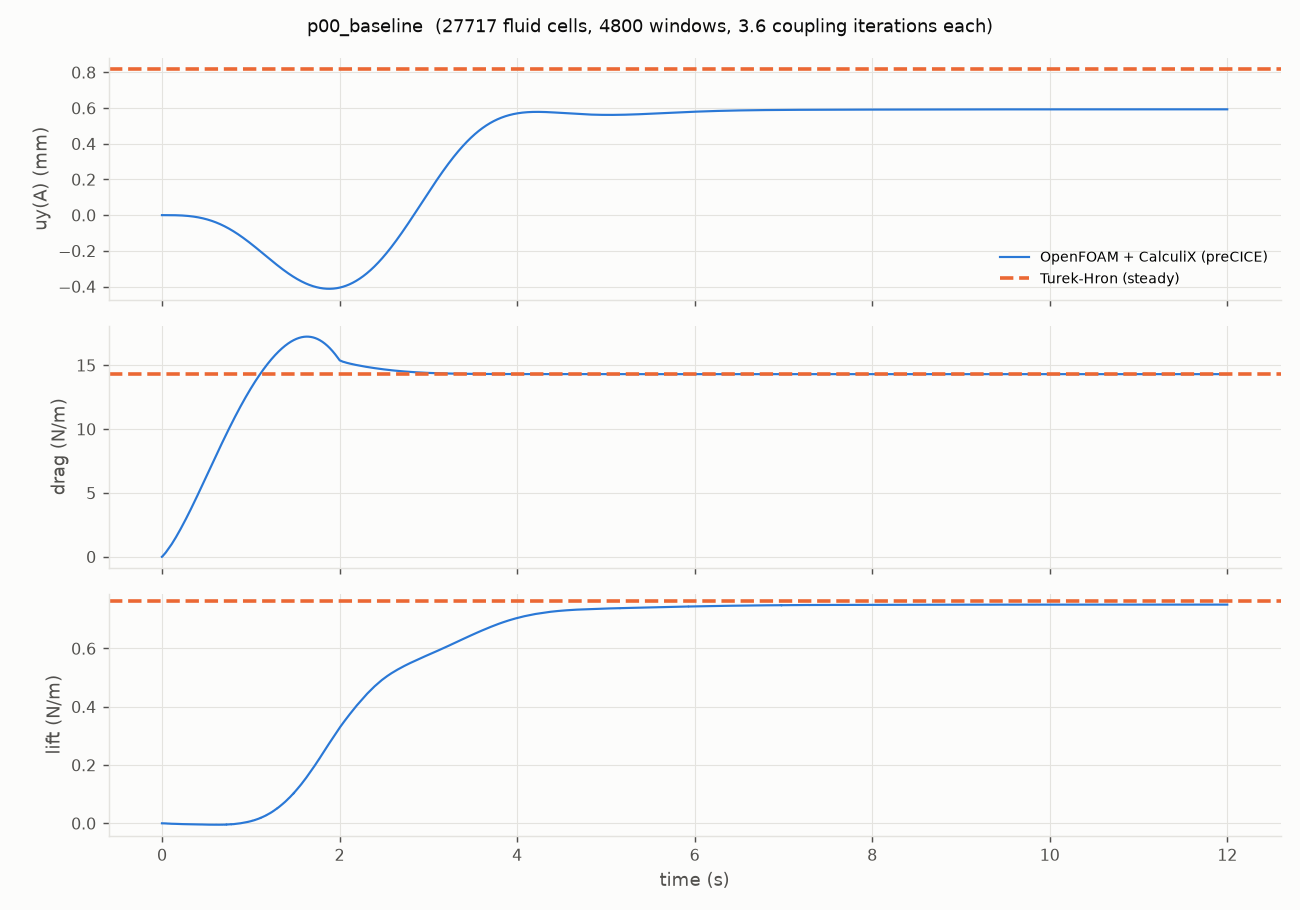 p00_baseline (27717 fluid cells, 4800 windows, 3.6 coupling iterations each)
0.8
0.6
0.4
0.2
0.0
−0.2
−0.4
uy(A) (mm)
OpenFOAM + CalculiX (preCICE)
Turek-Hron (steady)
15
10
5
0
drag (N/m)
0.6
0.4
0.2
0.0
lift (N/m)
0 2 4 6 8 10 12
time (s)